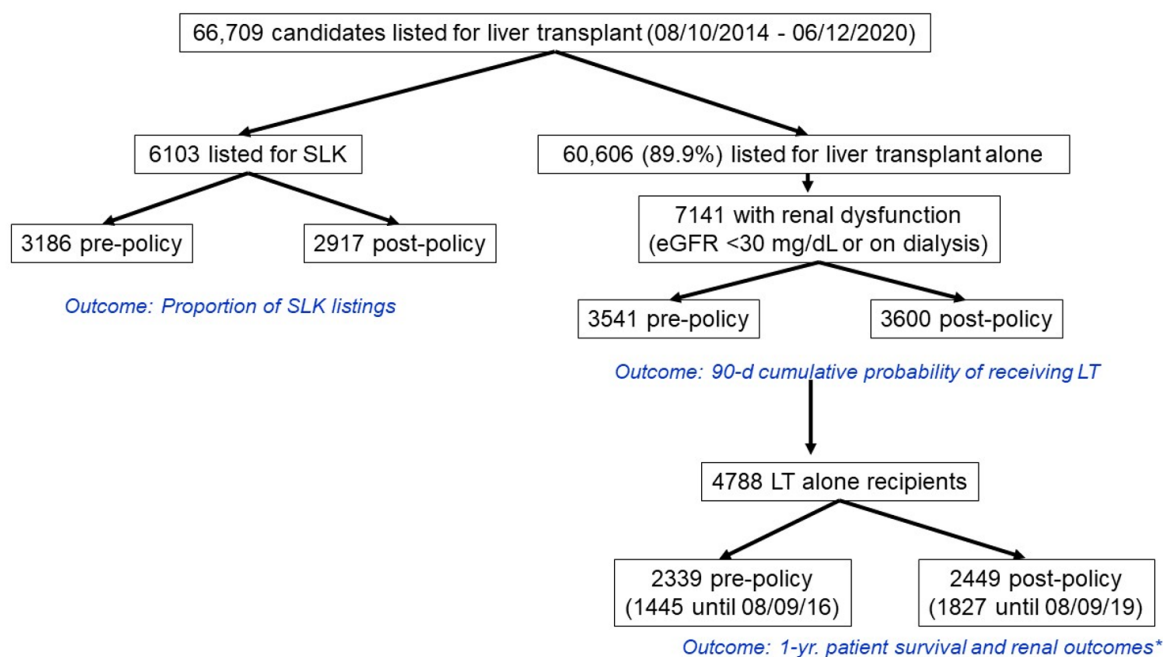 66,709 candidates listed for liver transplant (08/10/2014 - 06/12/2020)
6103 listed for SLK
60,606 (89.9%) listed for liver transplant alone
3186 pre-policy
2917 post-policy
7141 with renal dysfunction
(eGFR <30 mg/dL or on dialysis)
Outcome: Proportion of SLK listings
3541 pre-policy
3600 post-policy
Outcome: 90-d cumulative probability of receiving LT
4788 LT alone recipients
2339 pre-policy
(1445 until 08/09/16)
2449 post-policy
(1827 until 08/09/19)
Outcome: 1-yr. patient survival and renal outcomes*